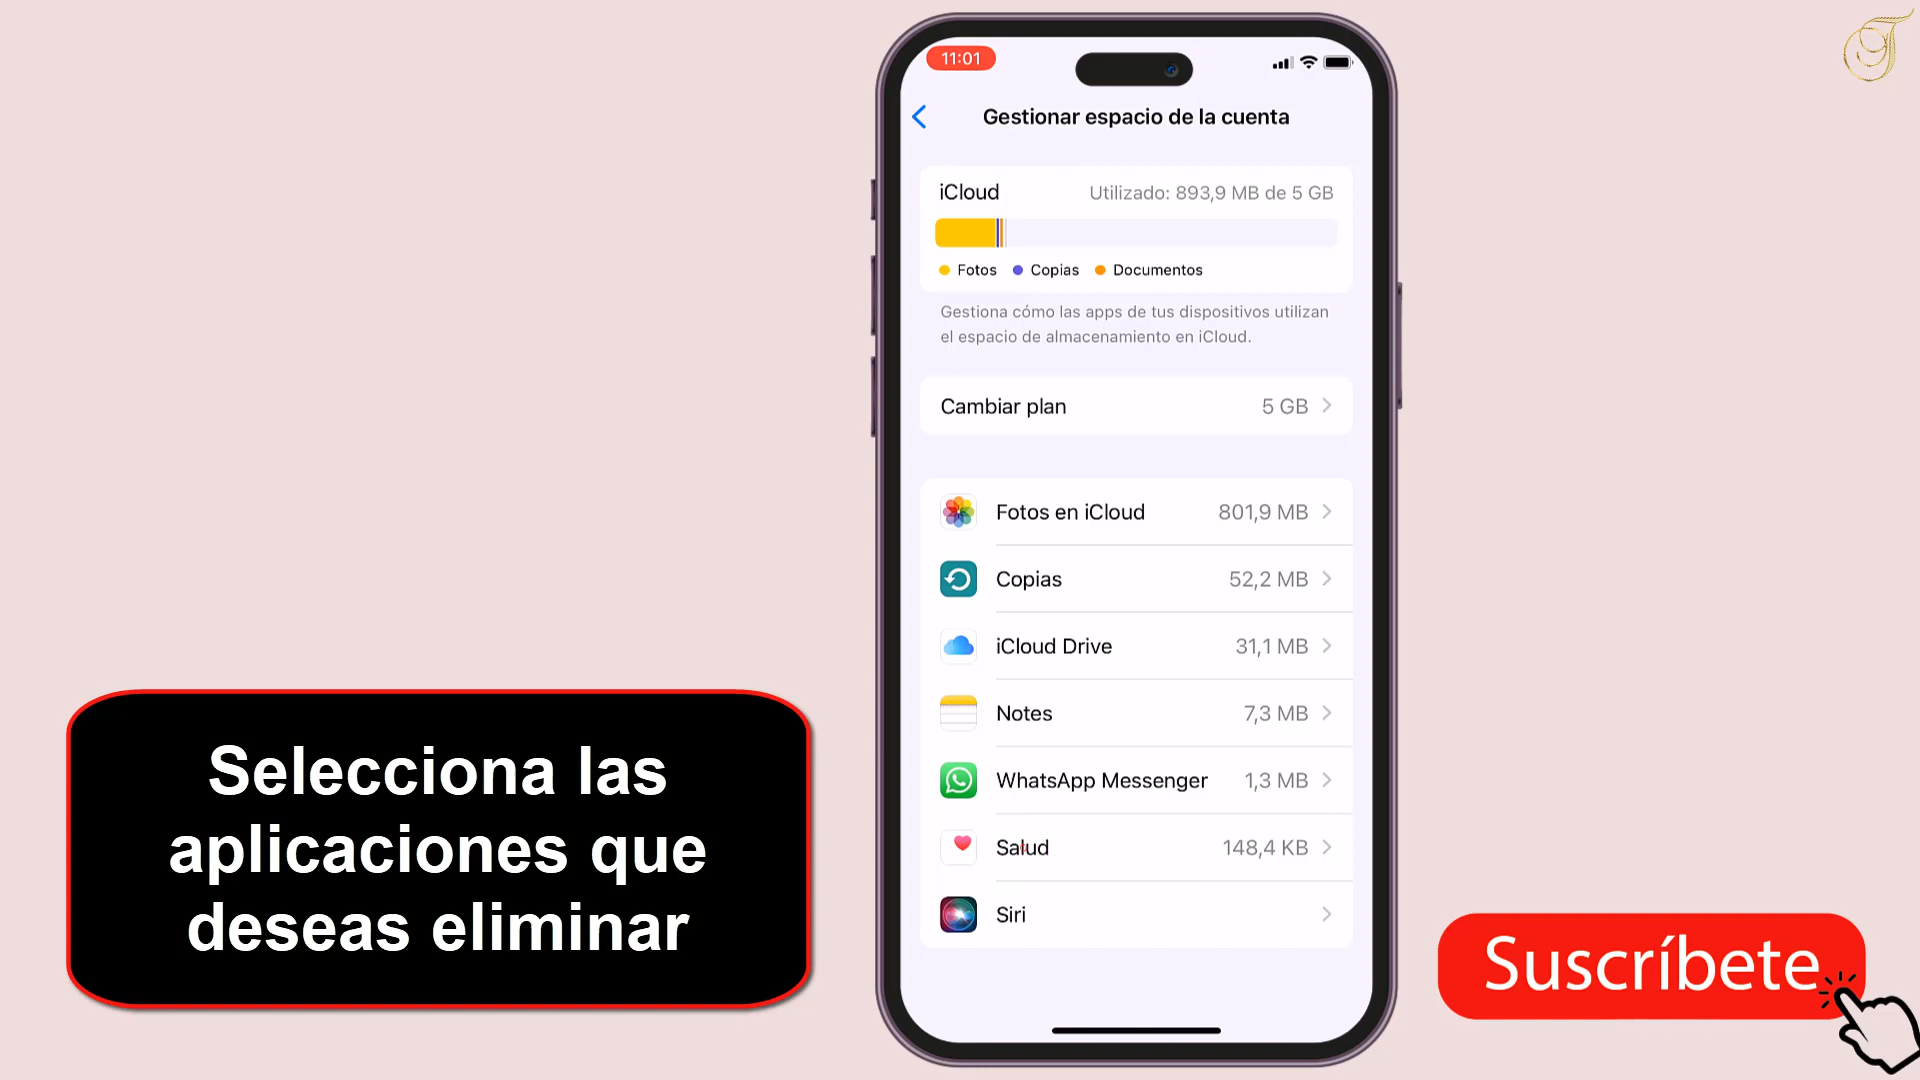 11:01
Gestionar espacio de la cuenta
iCloud
Utilizado: 893,9 MB de 5 GB
Fotos
Copias
Documentos
Gestiona cómo las apps de tus dispositivos utilizan
el espacio de almacenamiento en iCloud.
Cambiar plan
5 GB
Fotos en iCloud
801,9 MB
Copias
52,2 MB
iCloud Drive
31,1 MB
Notes
7,3 MB
WhatsApp Messenger
1,3 MB
Salud
148,4 KB
Siri
Selecciona las
aplicaciones que
deseas eliminar
Suscríbete